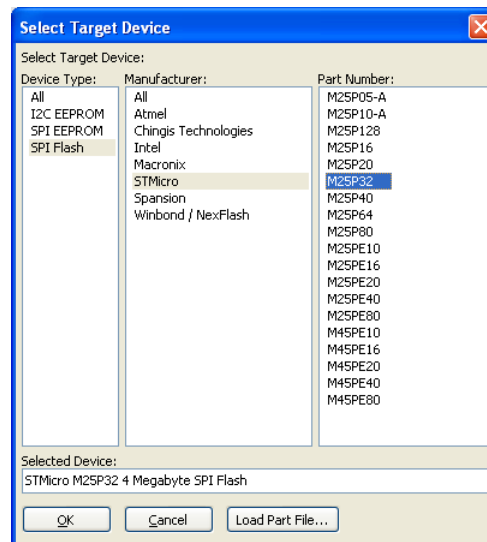 Select Target Device
Select Target Device:
Device Type:
All
I2C EEPROM
SPI EEPROM
SPI Flash
Manufacturer:
All
Atmel
Chingis Technologies
Intel
Macronix
STMicro
Spansion
Winbond / NexFlash
Part Number:
M25P05-A
M25P10-A
M25P128
M25P16
M25P20
M25P32
M25P40
M25P64
M25P80
M25PE10
M25PE16
M25PE20
M25PE40
M25PE80
M45PE10
M45PE16
M45PE20
M45PE40
M45PE80
Selected Device:
STMicro M25P32 4 Megabyte SPI Flash
OK
Cancel
Load Part File...